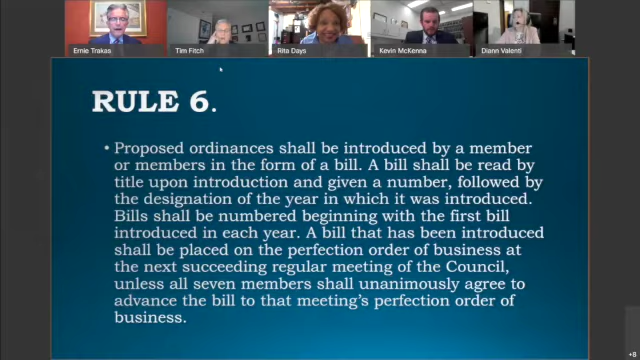 Ernie Trakas
Tim Fitch
Rita Days
Kevin McKenna
Diann Valenti
RULE 6.
• Proposed ordinances shall be introduced by a member
or members in the form of a bill. A bill shall be read by
title upon introduction and given a number, followed by
the designation of the year in which it was introduced.
Bills shall be numbered beginning with the first bill
introduced in each year. A bill that has been introduced
shall be placed on the perfection order of business at
the next succeeding regular meeting of the Council,
unless all seven members shall unanimously agree to
advance the bill to that meeting's perfection order of
business.
+8